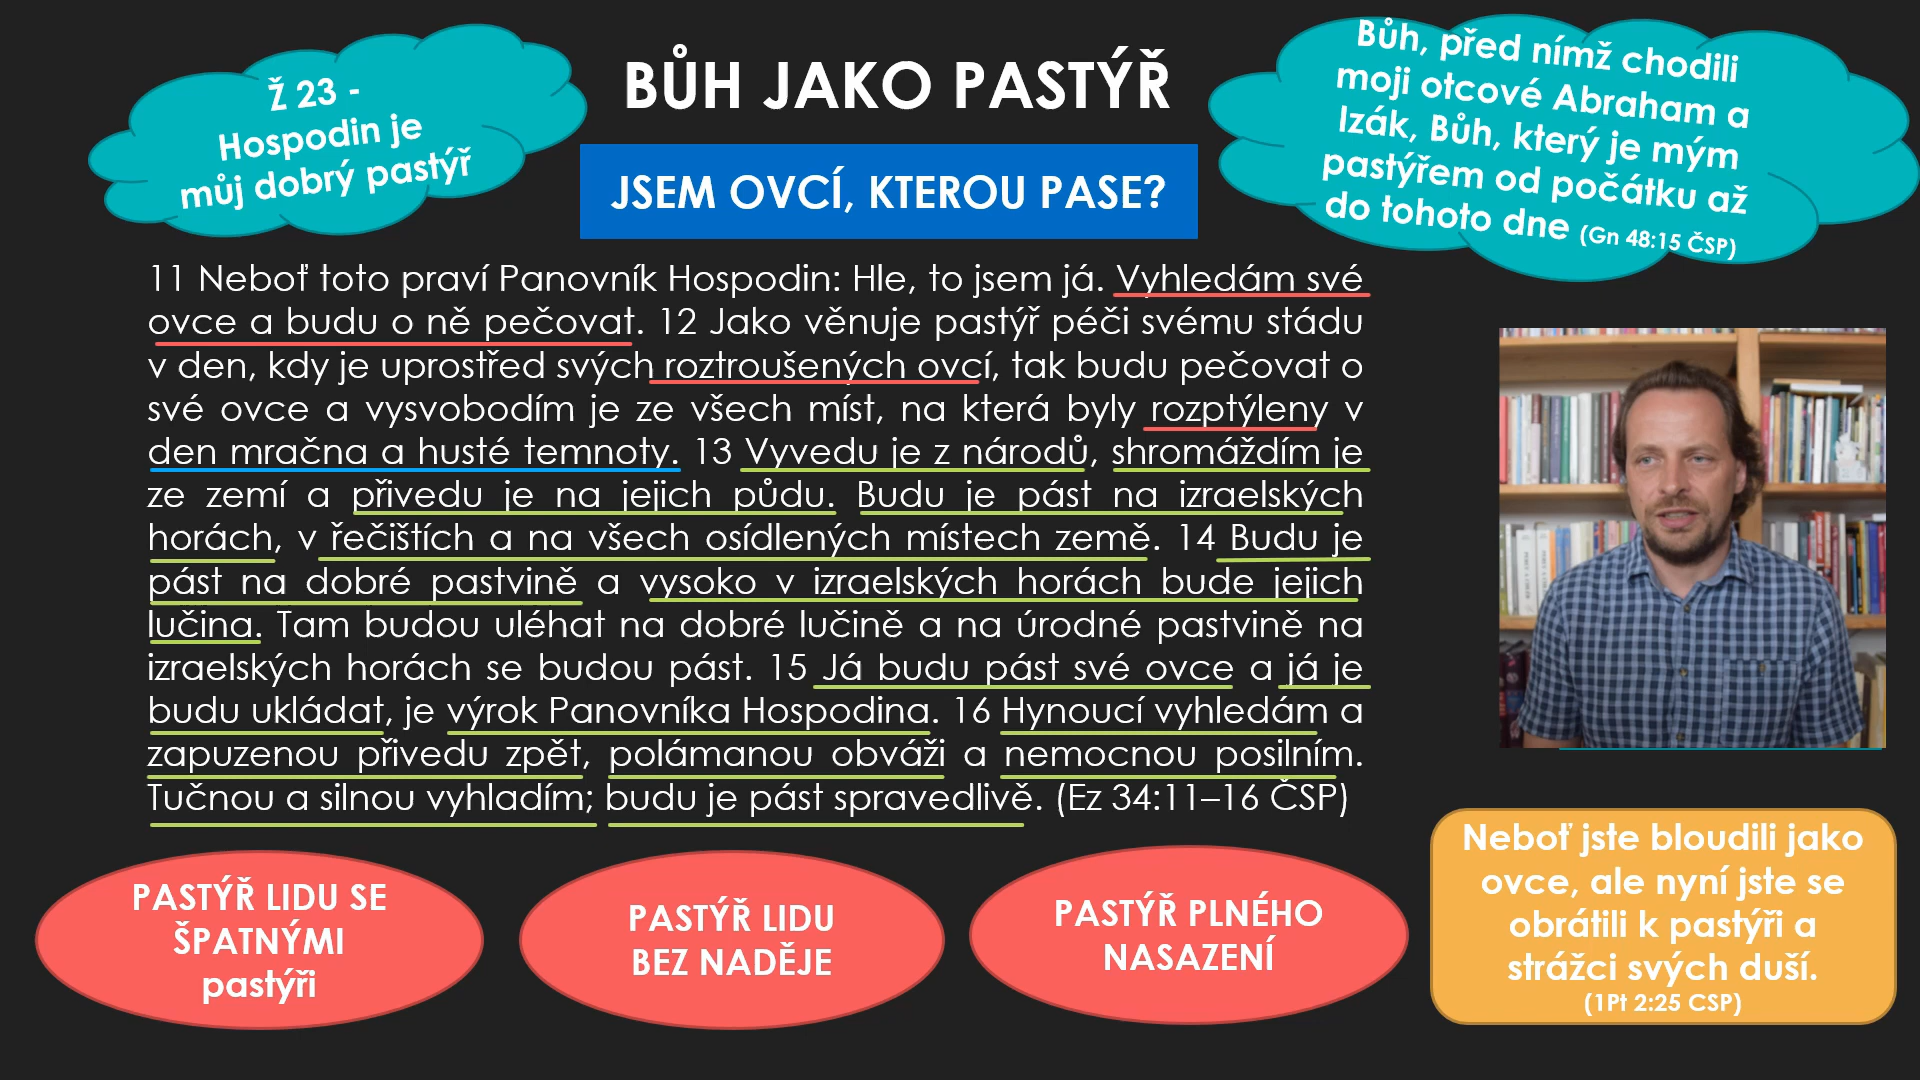 Ž 23 -
Hospodin je
můj dobrý pastýř
BŮH JAKO PASTÝŘ
JSEM OVCÍ, KTEROU PASE?
Bůh, před nímž chodili
moji otcové Abraham a
Izák, Bůh, který je mým
pastýřem od počátku až
do tohoto dne (Gn 48:15 ČSP)
11 Neboť toto praví Panovník Hospodin: Hle, to jsem já. Vyhledám své
ovce a budu o ně pečovat. 12 Jako věnuje pastýř péči svému stádu
v den, kdy je uprostřed svých roztroušených ovcí, tak budu pečovat o
své ovce a vysvobodím je ze všech míst, na která byly rozptýleny v
den mračna a husté temnoty. 13 Vyvedu je z národů, shromáždím je
ze zemí a přivedu je na jejich půdu. Budu je pást na izraelských
horách, v řečištích a na všech osídlených místech země. 14 Budu je
pást na dobré pastvině a vysoko v izraelských horách bude jejich
lučina. Tam budou uléhat na dobré lučině a na úrodné pastvině na
izraelských horách se budou pást. 15 Já budu pást své ovce a já je
budu ukládat, je výrok Panovníka Hospodina. 16 Hynoucí vyhledám a
zapuzenou přivedu zpět, polámanou obváži a nemocnou posilním.
Tučnou a silnou vyhladím; budu je pást spravedlivě. (Ez 34:11–16 ČSP)
PASTÝŘ LIDU SE
ŠPATNÝMI
pastýři
PASTÝŘ LIDU
BEZ NADĚJE
PASTÝŘ PLNÉHO
NASAZENÍ
Neboť jste bloudili jako
ovce, ale nyní jste se
obrátili k pastýři a
strážci svých duší.
(1Pt 2:25 CSP)